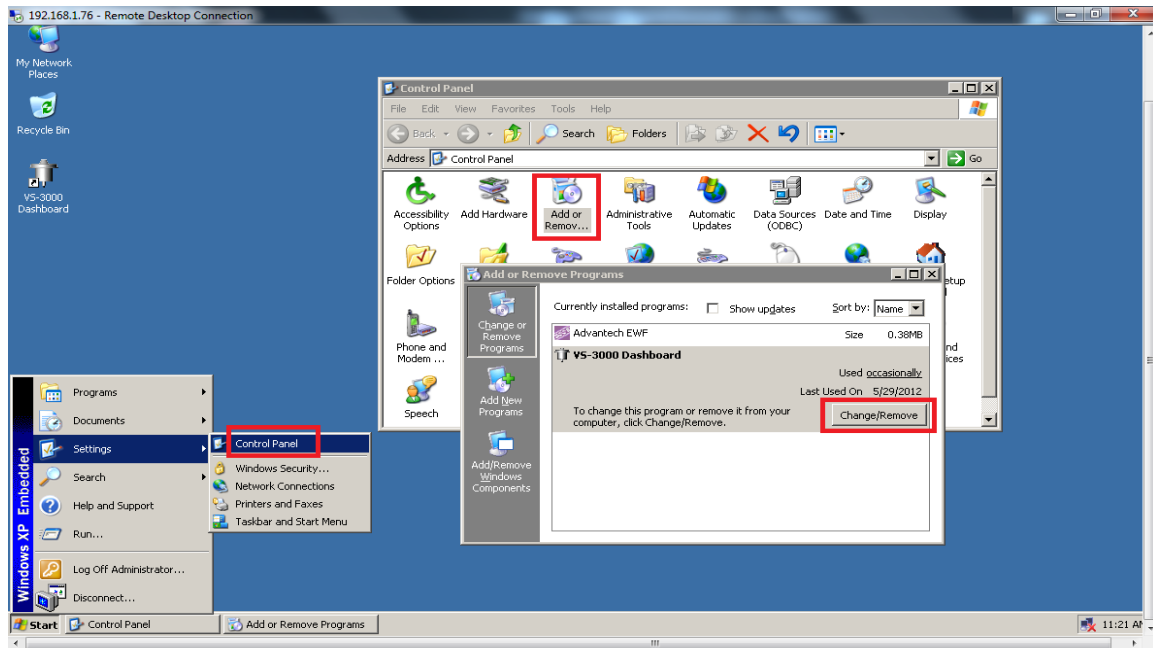 192.168.1.76 - Remote Desktop Connection
My Network
Places
Recycle Bin
VS-3000
Dashboard
Control Panel
File Edit View Favorites Tools Help
Back Search Folders
Address Control Panel Go
Accessibility
Options
Add Hardware
Add or
Remov...
Administrative
Tools
Automatic
Updates
Data Sources
(ODBC)
Date and Time
Display
Folder Options
Phone and
Modem ...
Speech
Add or Remove Programs
Change or
Remove
Programs
Add New
Programs
Add/Remove
Windows
Components
Currently installed programs: Show updates Sort by: Name
Advantech EWF Size 0.38MB
VS-3000 Dashboard
Used occasionally
Last Used On 5/29/2012
To change this program or remove it from your
computer, click Change/Remove.
Change/Remove
Windows XP Embedded
Programs
Documents
Settings
Search
Help and Support
Run...
Log Off Administrator...
Disconnect...
Control Panel
Windows Security...
Network Connections
Printers and Faxes
Taskbar and Start Menu
Start Control Panel Add or Remove Programs 11:21